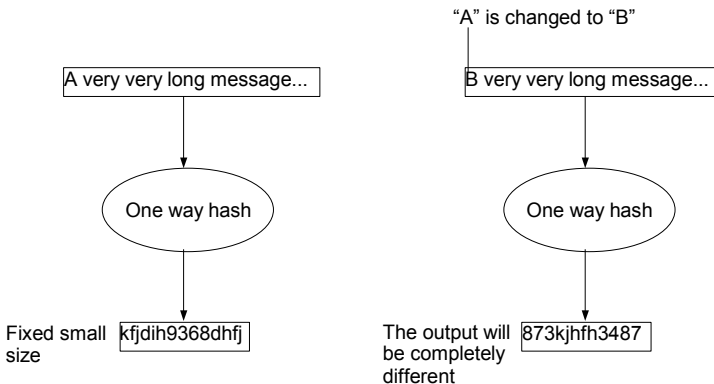 “A” is changed to “B”
A very very long message...
B very very long message...
One way hash
One way hash
Fixed small
size
kfjdih9368dhfj
The output will
be completely
different
873kjhfh3487